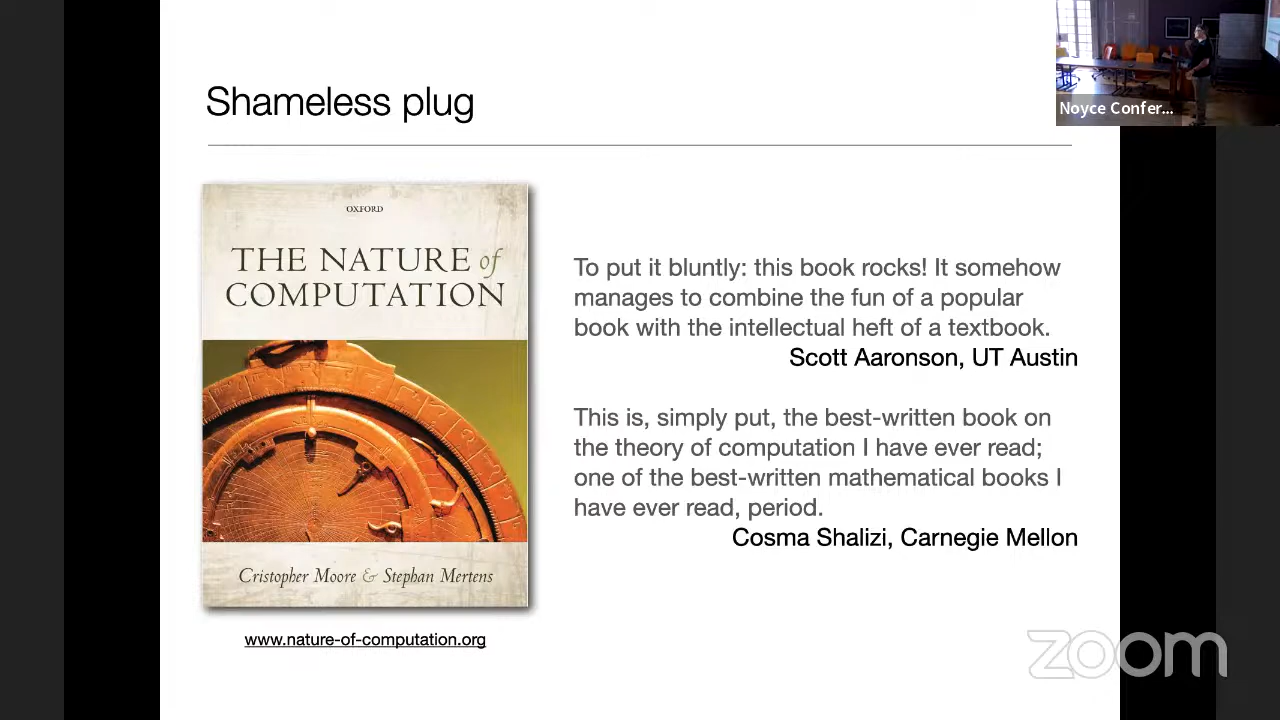 Shameless plug
Noyce Confer...
OXFORD
THE NATURE of
COMPUTATION
Cristopher Moore & Stephan Mertens
www.nature-of-computation.org
To put it bluntly: this book rocks! It somehow
manages to combine the fun of a popular
book with the intellectual heft of a textbook.
Scott Aaronson, UT Austin
This is, simply put, the best-written book on
the theory of computation I have ever read;
one of the best-written mathematical books I
have ever read, period.
Cosma Shalizi, Carnegie Mellon
zoom